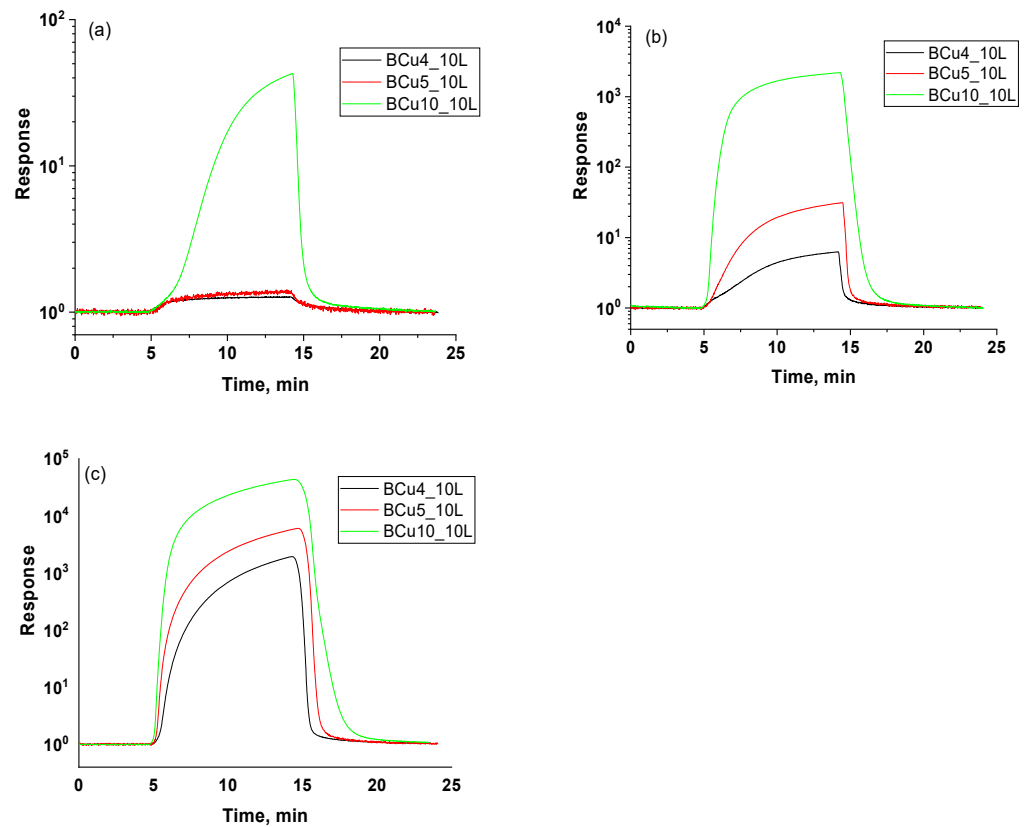 (a)
BCu4_10L
BCu5_10L
BCu10_10L
10²
10¹
10⁰
Response
0 5 10 15 20 25
Time, min
(b)
BCu4_10L
BCu5_10L
BCu10_10L
10⁴
10³
10²
10¹
10⁰
Response
0 5 10 15 20 25
Time, min
(c)
BCu4_10L
BCu5_10L
BCu10_10L
10⁵
10⁴
10³
10²
10¹
10⁰
Response
0 5 10 15 20 25
Time, min